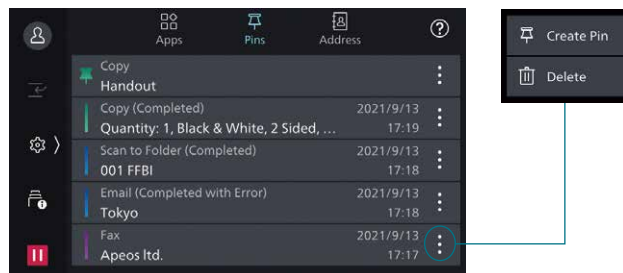 Apps
Pins
Address
?
Copy
Handout
Copy (Completed) 2021/9/13
Quantity: 1, Black & White, 2 Sided, ... 17:19
Scan to Folder (Completed) 2021/9/13
001 FFBI 17:18
Email (Completed with Error) 2021/9/13
Tokyo 17:18
Fax 2021/9/13
Apeos ltd. 17:17
Create Pin
Delete